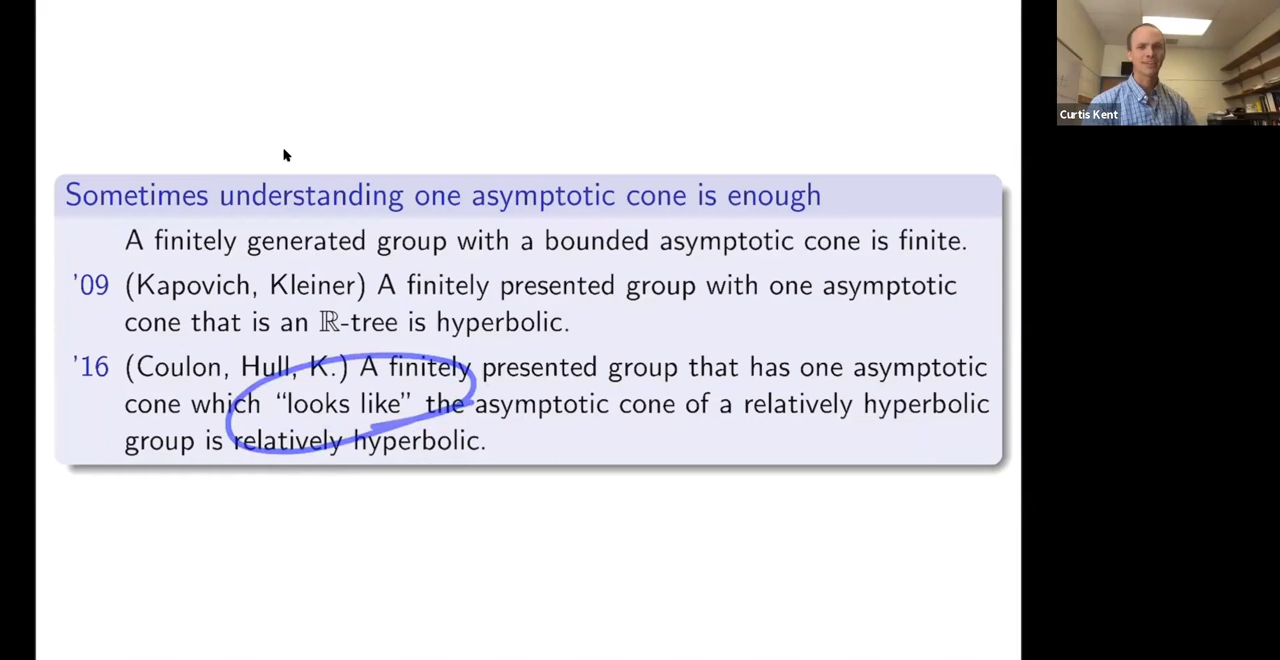 Sometimes understanding one asymptotic cone is enough
A finitely generated group with a bounded asymptotic cone is finite.
'09 (Kapovich, Kleiner) A finitely presented group with one asymptotic
cone that is an ℝ-tree is hyperbolic.
'16 (Coulon, Hull, K.) A finitely presented group that has one asymptotic
cone which “looks like” the asymptotic cone of a relatively hyperbolic
group is relatively hyperbolic.
Curtis Kent